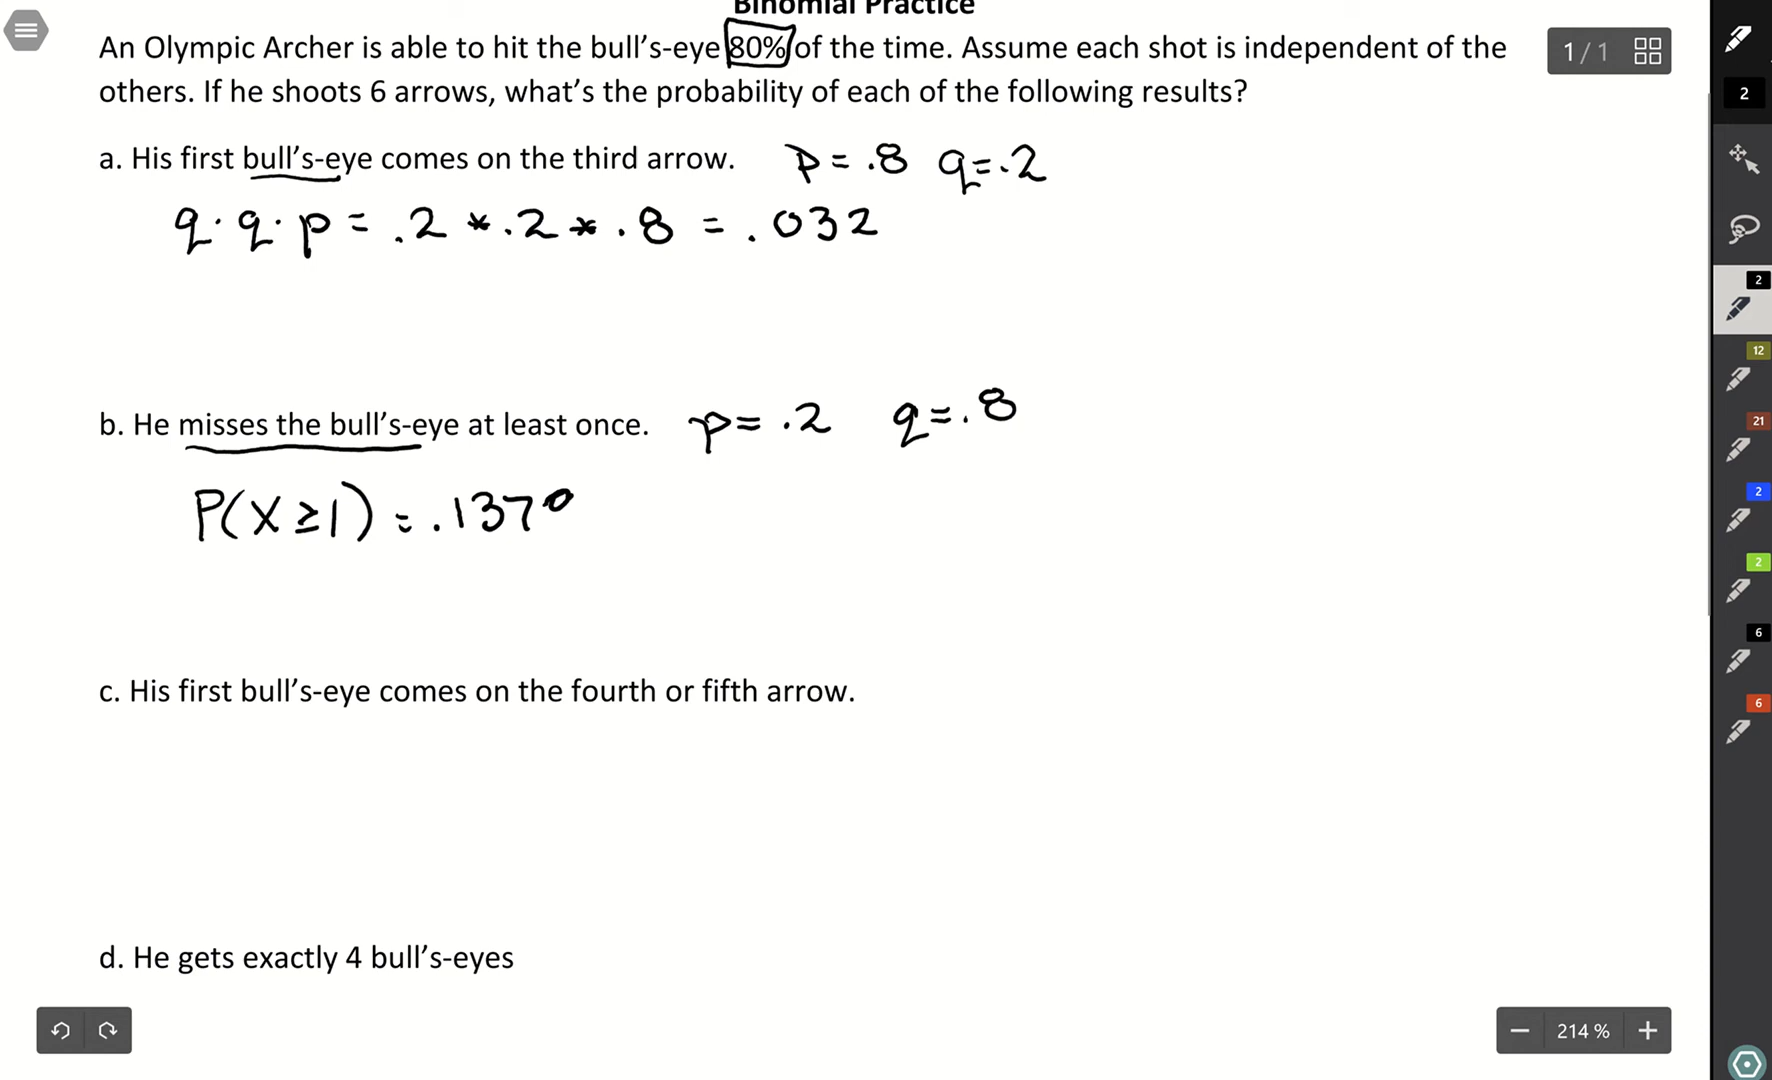 Binomial Practice
An Olympic Archer is able to hit the bull’s-eye 80% of the time. Assume each shot is independent of the
others. If he shoots 6 arrows, what’s the probability of each of the following results?
1 / 1
2
a. His first bull’s-eye comes on the third arrow. p = .8 q = .2
q · q · p = .2 * .2 * .8 = .032
2
12
b. He misses the bull’s-eye at least once. p = .2 q = .8
21
P(X ≥ 1) = .1370
2
2
6
c. His first bull’s-eye comes on the fourth or fifth arrow.
6
d. He gets exactly 4 bull’s-eyes
214 %